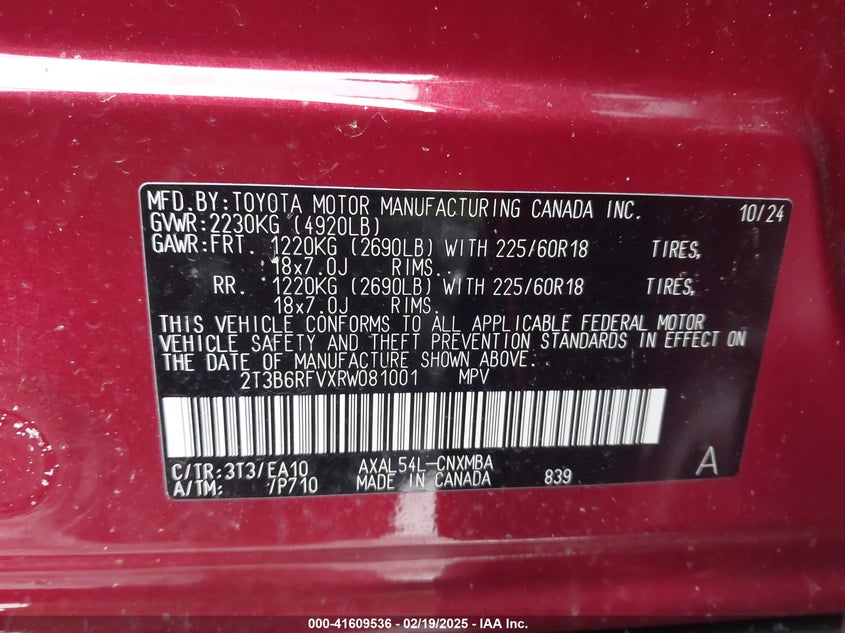 MFD.BY:TOYOTA MOTOR MANUFACTURING CANADA INC. 10/24
GVWR:2230KG (4920LB)
GAWR:FRT. 1220KG (2690LB) WITH 225/60R18 TIRES,
18x7.0J RIMS.
RR. 1220KG (2690LB) WITH 225/60R18 TIRES,
18x7.0J RIMS.
THIS VEHICLE CONFORMS TO ALL APPLICABLE FEDERAL MOTOR
VEHICLE SAFETY AND THEFT PREVENTION STANDARDS IN EFFECT ON
THE DATE OF MANUFACTURE SHOWN ABOVE.
2T3B6RFVXRW081001 MPV
C/TR:3T3/EA10 AXAL54L-CNXMBA A
A/TM: /P710 MADE IN CANADA 839
000-41609536 - 02/19/2025 - IAA Inc.